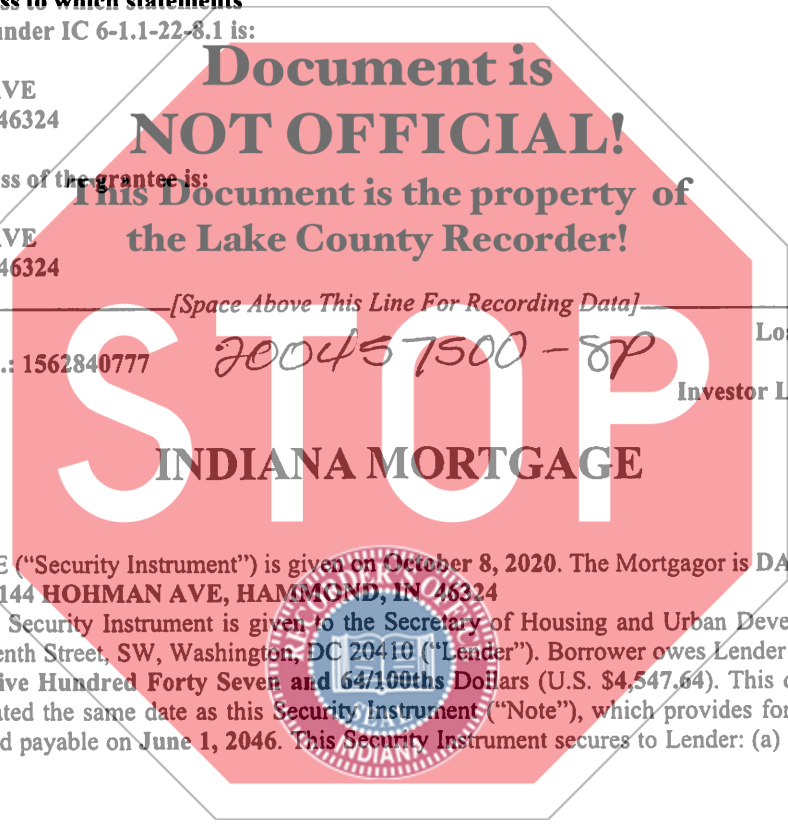 ss to which statements
under IC 6-1.1-22-8.1 is:
Document is
VE
NOT OFFICIAL!
46324
ss of the grantee is:
This Document is the property of
VE
the Lake County Recorder!
46324
[Space Above This Line For Recording Data]
STOP
Loa
.: 1562840777
200457500-SP
Investor L
INDIANA MORTGAGE
E (“Security Instrument”) is given on October 8, 2020. The Mortgagor is DA
144 HOHMAN AVE, HAMMOND, IN 46324
Security Instrument is given to the Secretary of Housing and Urban Deve
enth Street, SW, Washington, DC 20410 (“Lender”). Borrower owes Lender
ive Hundred Forty Seven and 64/100ths Dollars (U.S. $4,547.64). This d
ated the same date as this Security Instrument (“Note”), which provides for
d payable on June 1, 2046. This Security Instrument secures to Lender: (a)
RECORDER'S OFFICE
INDIANA